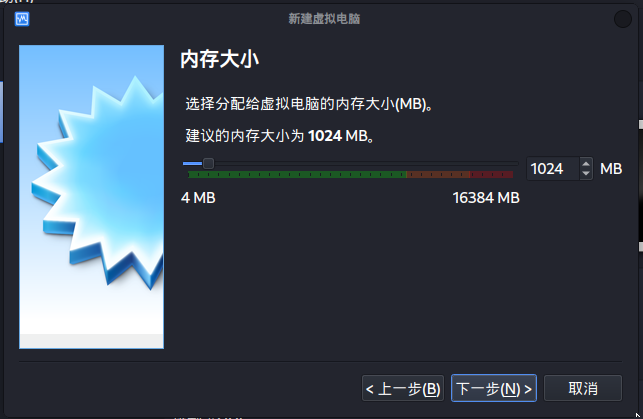 新建虚拟电脑
内存大小
选择分配给虚拟电脑的内存大小(MB)。
建议的内存大小为 1024 MB。
1024 MB
4 MB 16384 MB
< 上一步(B) 下一步(N) > 取消